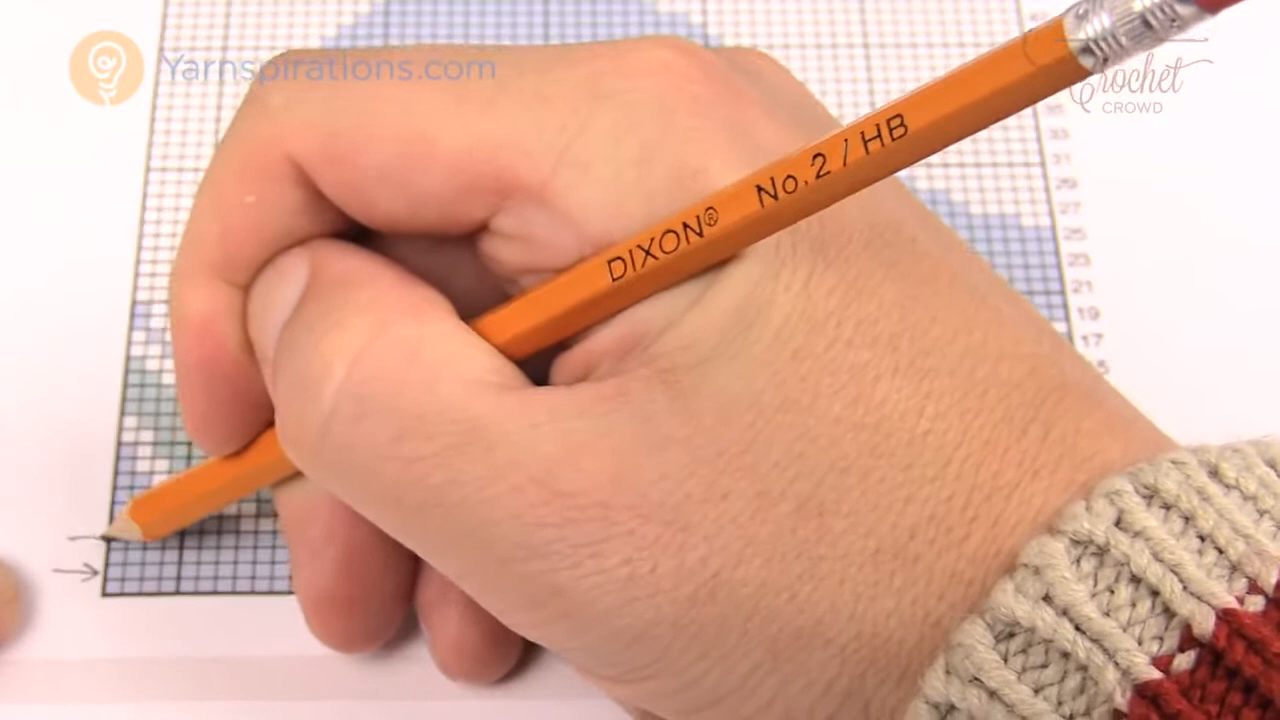 Yarnspirations.com
Crochet
CROWD
DIXON® No.2 / HB
33
31
29
27
25
23
21
19
17